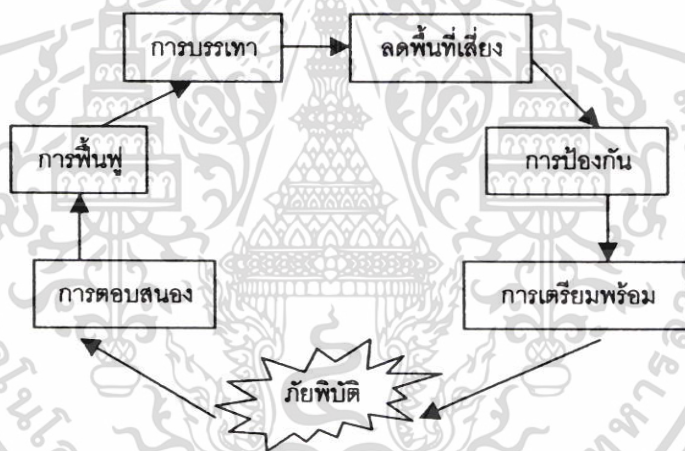 การบรรเทา
ลดพื้นที่เสี่ยง
การฟื้นฟู
การป้องกัน
การตอบสนอง
การเตรียมพร้อม
ภัยพิบัติ